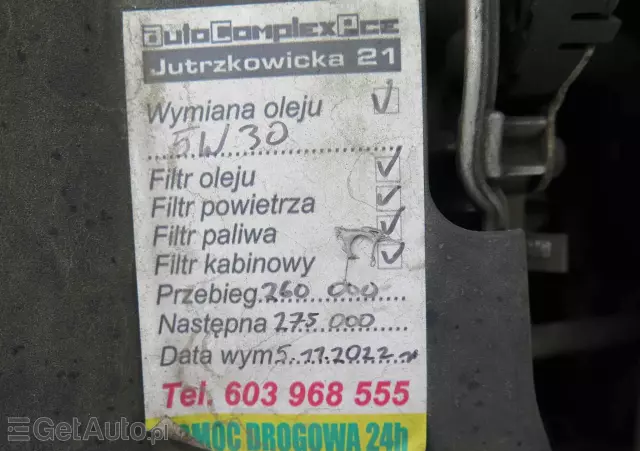 AutoComplexAce
Jutrzkowicka 21
Wymiana oleju
5W30
Filtr oleju
Filtr powietrza
Filtr paliwa
Filtr kabinowy
Przebieg 260 000
Następna 275 000
Data wym 5.11.2022 r
Tel. 603 968 555
POMOC DROGOWA 24h
GetAuto.pl